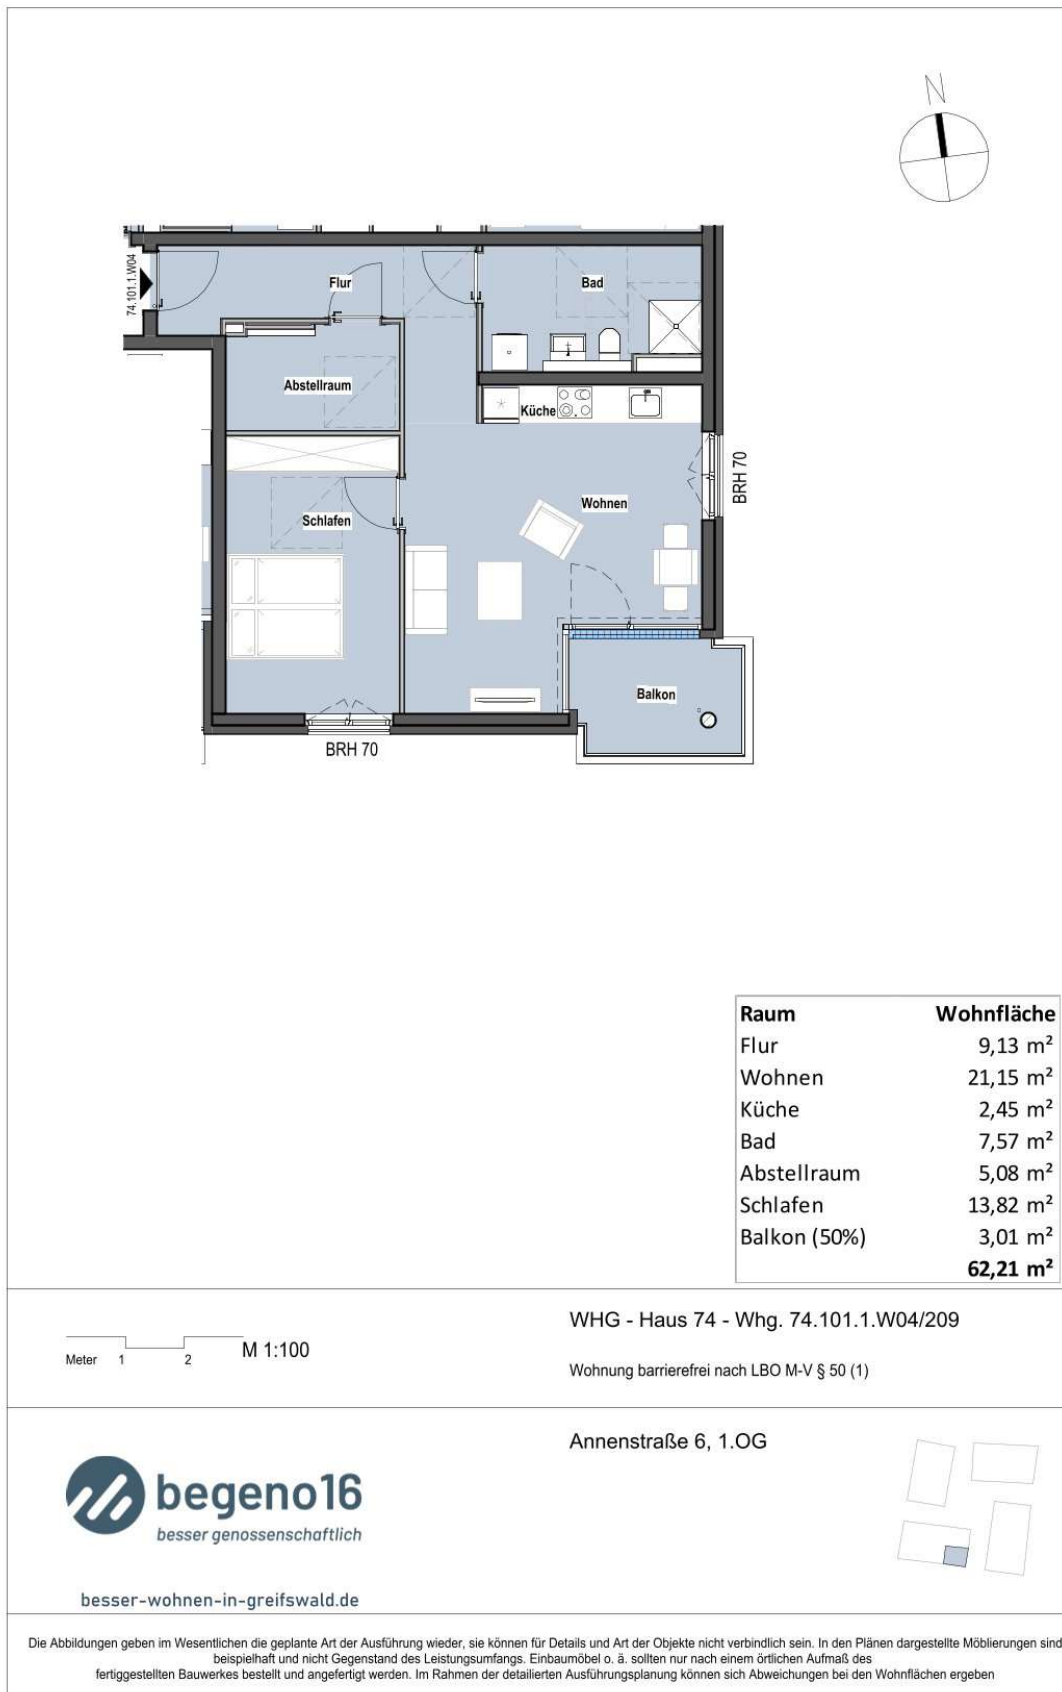 N
74.101.1.W04
Flur
Bad
Abstellraum
Küche
BRH 70
Wohnen
Schlafen
Balkon
BRH 70
Raum Wohnfläche
Flur 9,13 m²
Wohnen 21,15 m²
Küche 2,45 m²
Bad 7,57 m²
Abstellraum 5,08 m²
Schlafen 13,82 m²
Balkon (50%) 3,01 m²
62,21 m²
Meter 1 2 M 1:100
WHG - Haus 74 - Whg. 74.101.1.W04/209
Wohnung barrierefrei nach LBO M-V § 50 (1)
Annenstraße 6, 1.OG
begeno16
besser genossenschaftlich
besser-wohnen-in-greifswald.de
Die Abbildungen geben im Wesentlichen die geplante Art der Ausführung wieder, sie können für Details und Art der Objekte nicht verbindlich sein. In den Plänen dargestellte Möblierungen sind
beispielhaft und nicht Gegenstand des Leistungsumfangs. Einbaumöbel o. ä. sollten nur nach einem örtlichen Aufmaß des
fertiggestellten Bauwerkes bestellt und angefertigt werden. Im Rahmen der detailierten Ausführungsplanung können sich Abweichungen bei den Wohnflächen ergeben